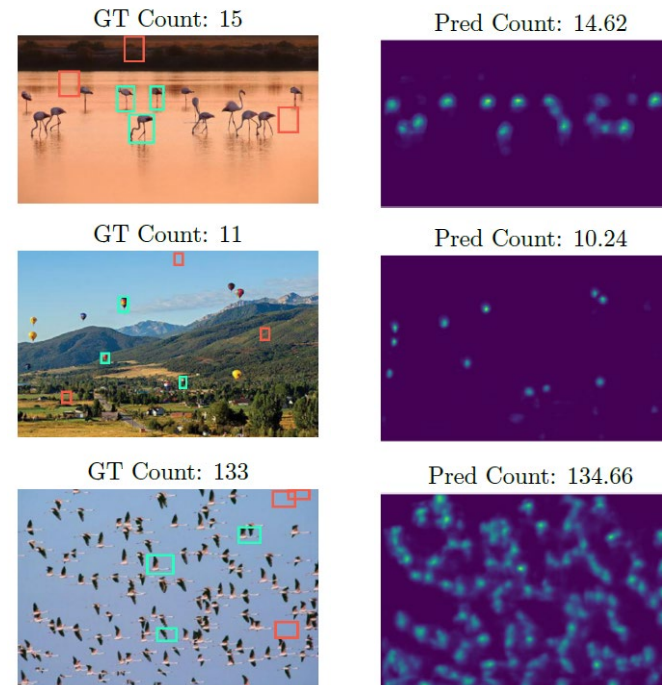 GT Count: 15
Pred Count: 14.62
GT Count: 11
Pred Count: 10.24
GT Count: 133
Pred Count: 134.66